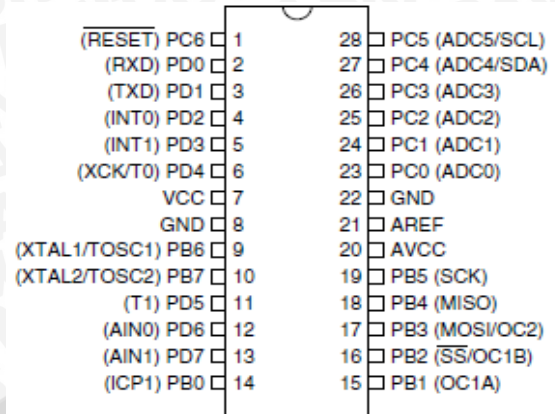 (RESET) PC6 1 28 PC5 (ADC5/SCL)
(RXD) PD0 2 27 PC4 (ADC4/SDA)
(TXD) PD1 3 26 PC3 (ADC3)
(INT0) PD2 4 25 PC2 (ADC2)
(INT1) PD3 5 24 PC1 (ADC1)
(XCK/T0) PD4 6 23 PC0 (ADC0)
VCC 7 22 GND
GND 8 21 AREF
(XTAL1/TOSC1) PB6 9 20 AVCC
(XTAL2/TOSC2) PB7 10 19 PB5 (SCK)
(T1) PD5 11 18 PB4 (MISO)
(AIN0) PD6 12 17 PB3 (MOSI/OC2)
(AIN1) PD7 13 16 PB2 (SS/OC1B)
(ICP1) PB0 14 15 PB1 (OC1A)